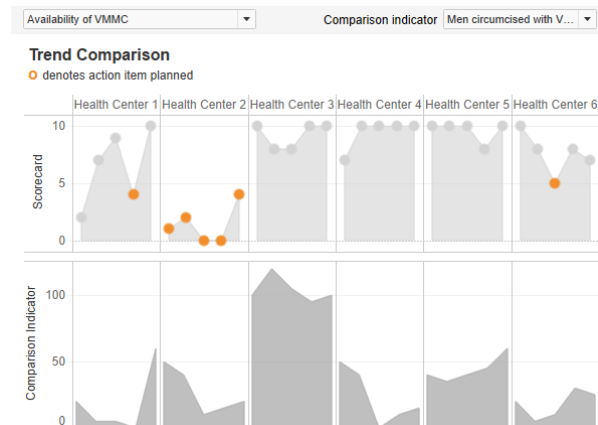 Availability of VMMC
Comparison indicator Men circumcised with V...
Trend Comparison
denotes action item planned
Health Center 1 Health Center 2 Health Center 3 Health Center 4 Health Center 5 Health Center 6
10
5
0
Scorecard
100
50
0
Comparison Indicator